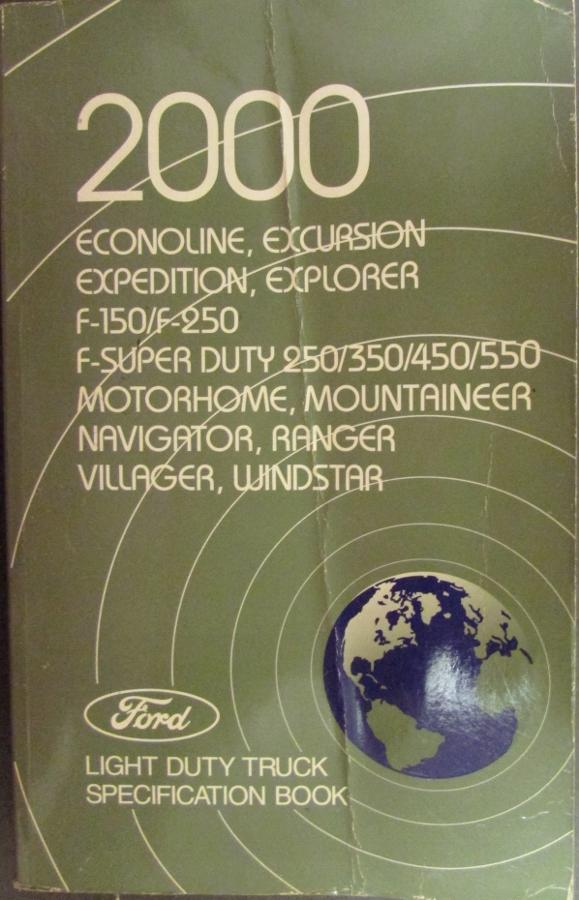 2000
ECONOLINE, EXCURSION
EXPEDITION, EXPLORER
F-150/F-250
F-SUPER DUTY 250/350/450/550
MOTORHOME, MOUNTAINEER
NAVIGATOR, RANGER
VILLAGER, WINDSTAR
Ford
LIGHT DUTY TRUCK
SPECIFICATION BOOK